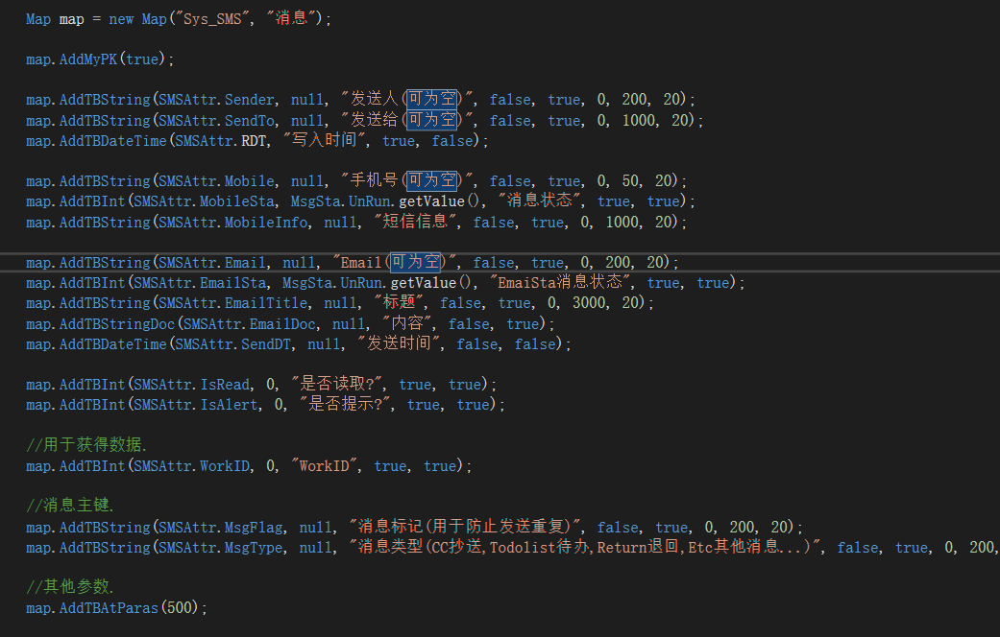 Map map = new Map("Sys_SMS", "消息");
map.AddMyPK(true);
map.AddTBString(SMSAttr.Sender, null, "发送人(可为空)", false, true, 0, 200, 20);
map.AddTBString(SMSAttr.SendTo, null, "发送给(可为空)", false, true, 0, 1000, 20);
map.AddTBDateTime(SMSAttr.RDT, "写入时间", true, false);
map.AddTBString(SMSAttr.Mobile, null, "手机号(可为空)", false, true, 0, 50, 20);
map.AddTBInt(SMSAttr.MobileSta, MsgSta.UnRun.getValue(), "消息状态", true, true);
map.AddTBString(SMSAttr.MobileInfo, null, "短信信息", false, true, 0, 1000, 20);
map.AddTBString(SMSAttr.Email, null, "Email(可为空)", false, true, 0, 200, 20);
map.AddTBInt(SMSAttr.EmailSta, MsgSta.UnRun.getValue(), "EmaiSta消息状态", true, true);
map.AddTBString(SMSAttr.EmailTitle, null, "标题", false, true, 0, 3000, 20);
map.AddTBStringDoc(SMSAttr.EmailDoc, null, "内容", false, true);
map.AddTBDateTime(SMSAttr.SendDT, null, "发送时间", false, false);
map.AddTBInt(SMSAttr.IsRead, 0, "是否读取?", true, true);
map.AddTBInt(SMSAttr.IsAlert, 0, "是否提示?", true, true);
//用于获得数据.
map.AddTBInt(SMSAttr.WorkID, 0, "WorkID", true, true);
//消息主键.
map.AddTBString(SMSAttr.MsgFlag, null, "消息标记(用于防止发送重复)", false, true, 0, 200, 20);
map.AddTBString(SMSAttr.MsgType, null, "消息类型(CC抄送,Todolist待办,Return退回,Etc其他消息...)", false, true, 0, 200,
//其他参数.
map.AddTBAtParas(500);